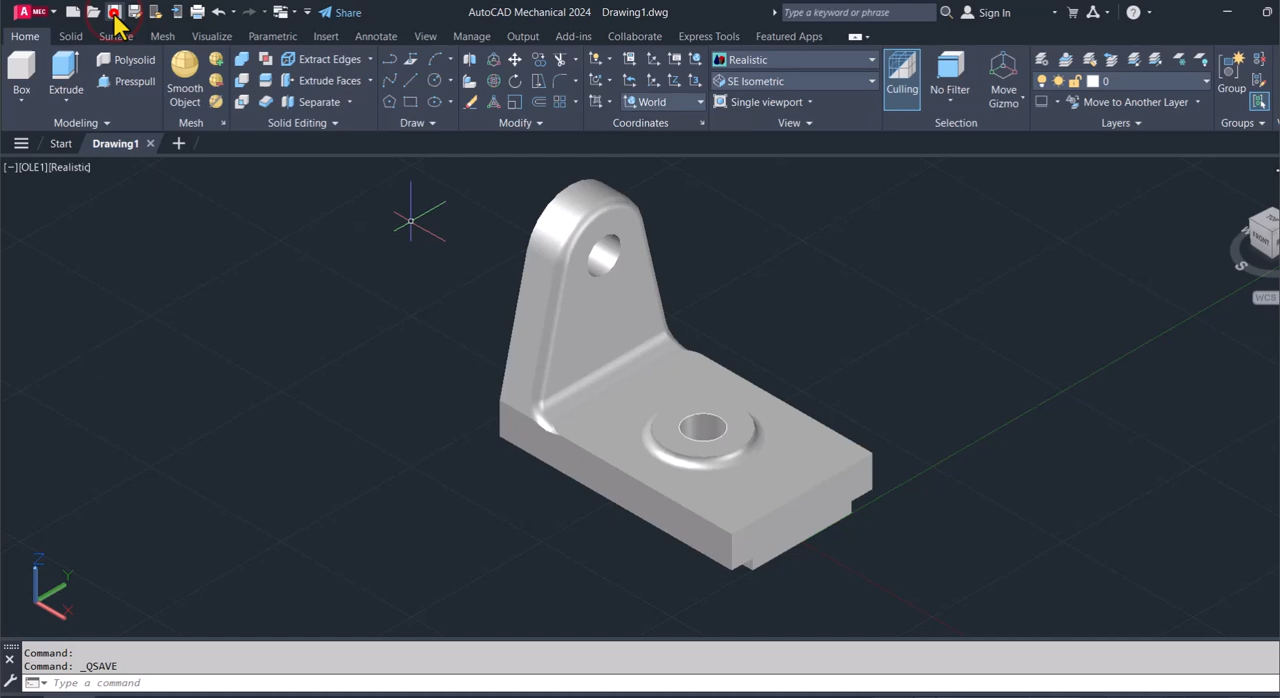 MEC Share AutoCAD Mechanical 2024 Drawing1.dwg Type a keyword or phrase Sign In
Home Solid Surface Mesh Visualize Parametric Insert Annotate View Manage Output Add-ins Collaborate Express Tools Featured Apps
Box
Extrude
Polysolid
Presspull
Modeling
Smooth
Object
Mesh
Extract Edges
Extrude Faces
Separate
Solid Editing
Draw
Modify
World
Coordinates
Realistic
SE Isometric
Single viewport
View
Culling
No Filter
Move
Gizmo
Selection
0
Move to Another Layer
Layers
Group
Groups
Start Drawing1
[−][OLE1][Realistic]
TOP
FRONT
S
WCS
Z
Y
X
Command:
Command: _QSAVE
Type a command